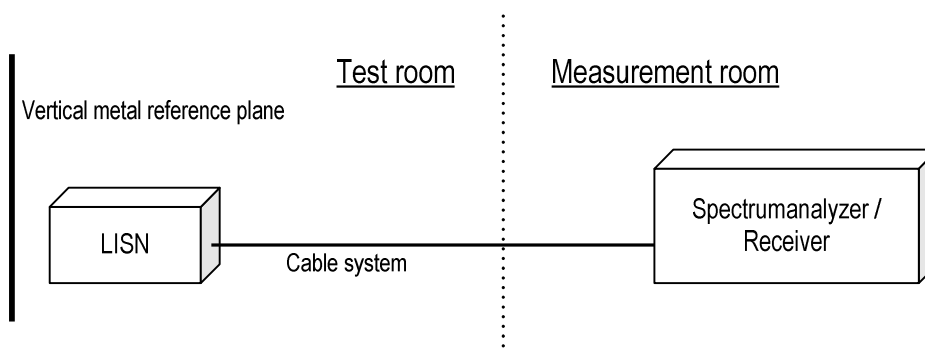 Test room
Measurement room
Vertical metal reference plane
LISN
Cable system
Spectrumanalyzer /
Receiver